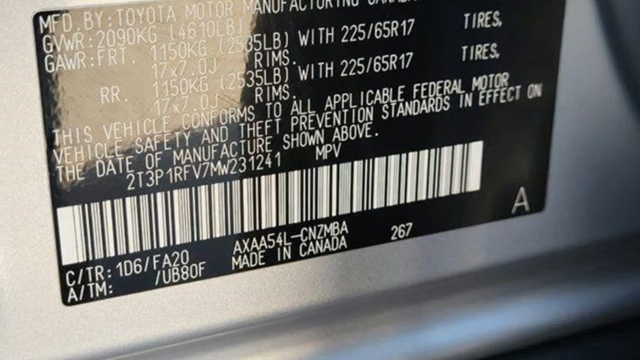 MFD. BY: TOYOTA MOTOR MANUFACTURING CANADA
GVWR: 2090KG (4610LB)
GAWR: FRT. 1150KG (2535LB) WITH 225/65R17 TIRES,
17x7.0J RIMS.
RR. 1150KG (2535LB) WITH 225/65R17 TIRES,
17x7.0J RIMS.
THIS VEHICLE CONFORMS TO ALL APPLICABLE FEDERAL MOTOR
VEHICLE SAFETY AND THEFT PREVENTION STANDARDS IN EFFECT ON
THE DATE OF MANUFACTURE SHOWN ABOVE.
2T3P1RFV7MW231241 MPV
A
C/TR: 1D6/FA20 AXAA54L-CNZMBA 267
A/TM: /UB80F MADE IN CANADA